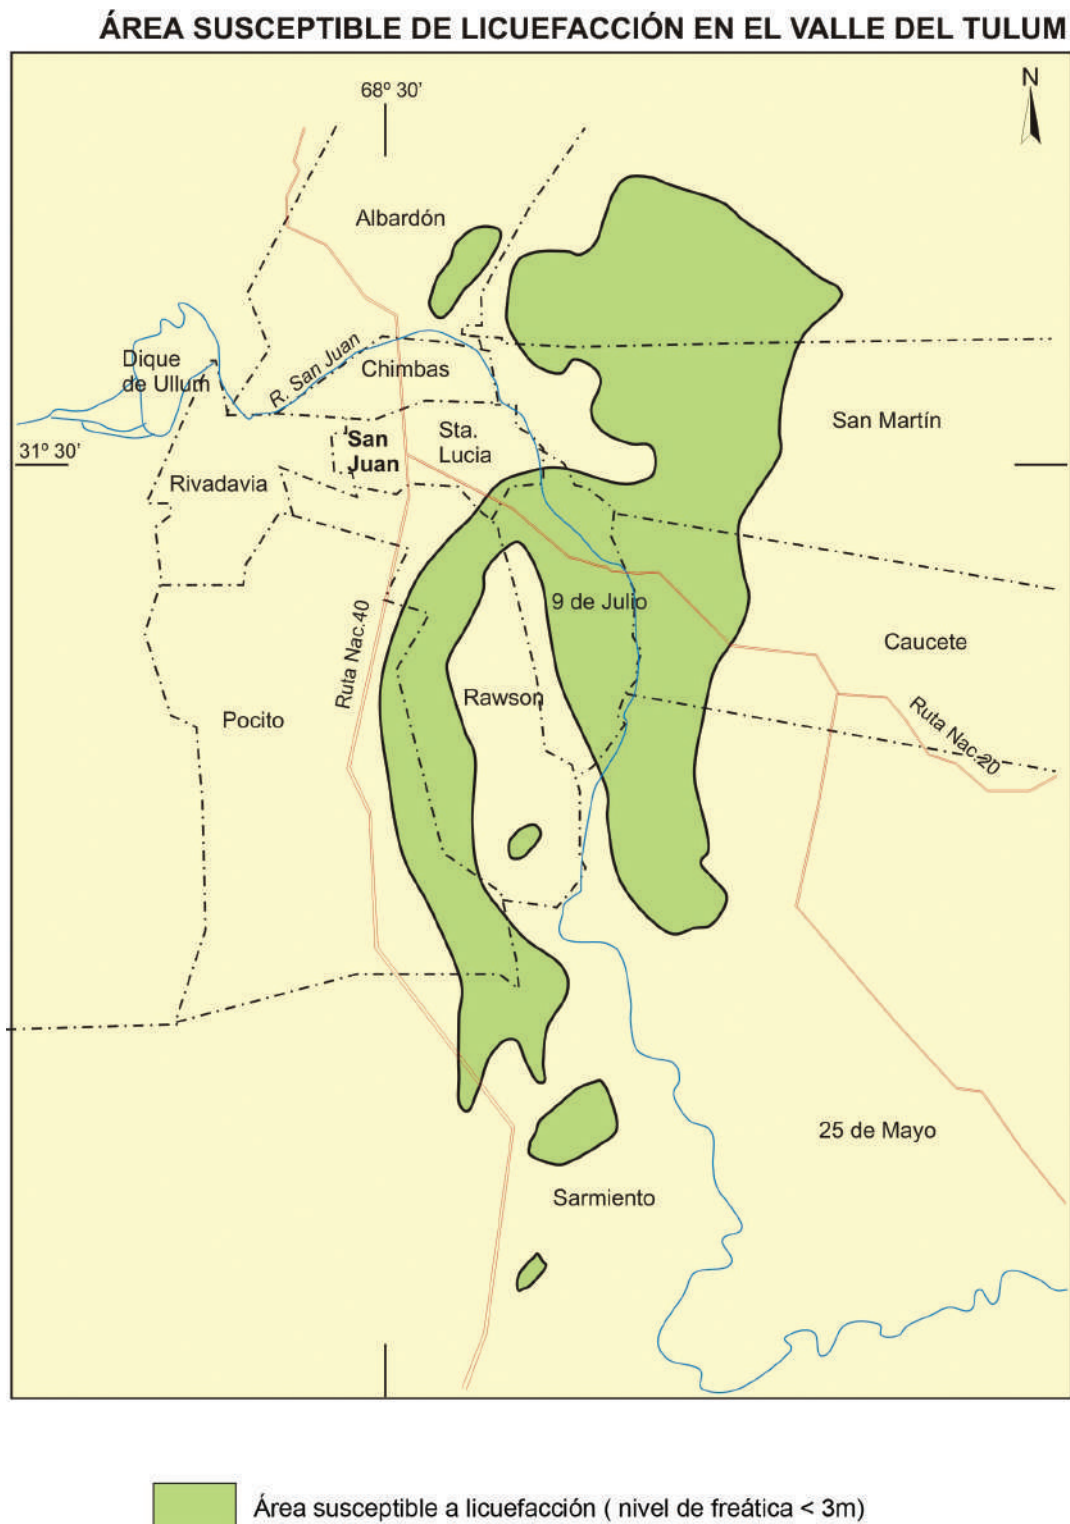 ÁREA SUSCEPTIBLE DE LICUEFACCIÓN EN EL VALLE DEL TULUM
N
68º 30'
Albardón
Dique
de Ullum
R. San Juan
Chimbas
San Martín
31º 30'
San
Juan
Sta.
Lucia
Rivadavia
9 de Julio
Caucete
Ruta Nac.40
Rawson
Pocito
Ruta Nac.20
25 de Mayo
Sarmiento
Área susceptible a licuefacción ( nivel de freática < 3m)